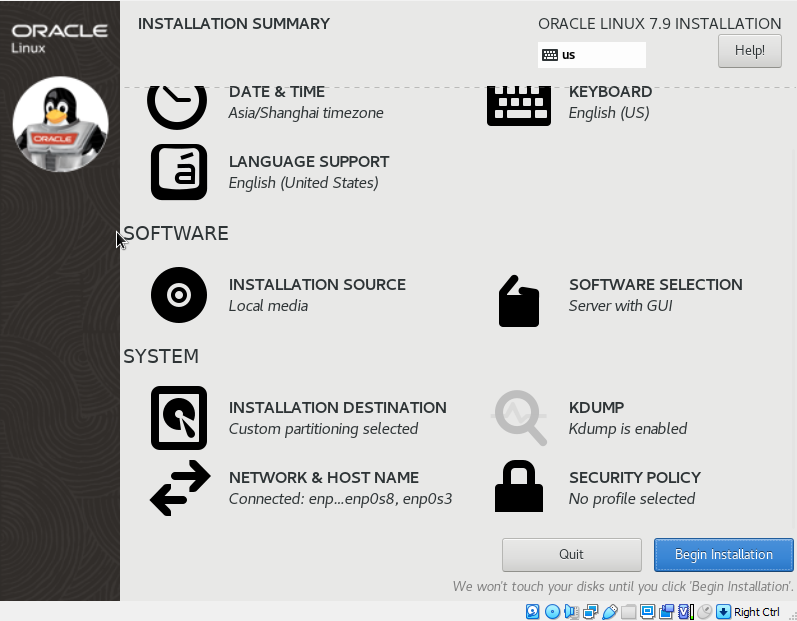 ORACLE
Linux
INSTALLATION SUMMARY
ORACLE LINUX 7.9 INSTALLATION
us
Help!
ORACLE
DATE & TIME
Asia/Shanghai timezone
KEYBOARD
English (US)
á
LANGUAGE SUPPORT
English (United States)
SOFTWARE
INSTALLATION SOURCE
Local media
SOFTWARE SELECTION
Server with GUI
SYSTEM
INSTALLATION DESTINATION
Custom partitioning selected
KDUMP
Kdump is enabled
NETWORK & HOST NAME
Connected: enp...enp0s8, enp0s3
SECURITY POLICY
No profile selected
Quit
Begin Installation
We won't touch your disks until you click 'Begin Installation'.
Right Ctrl